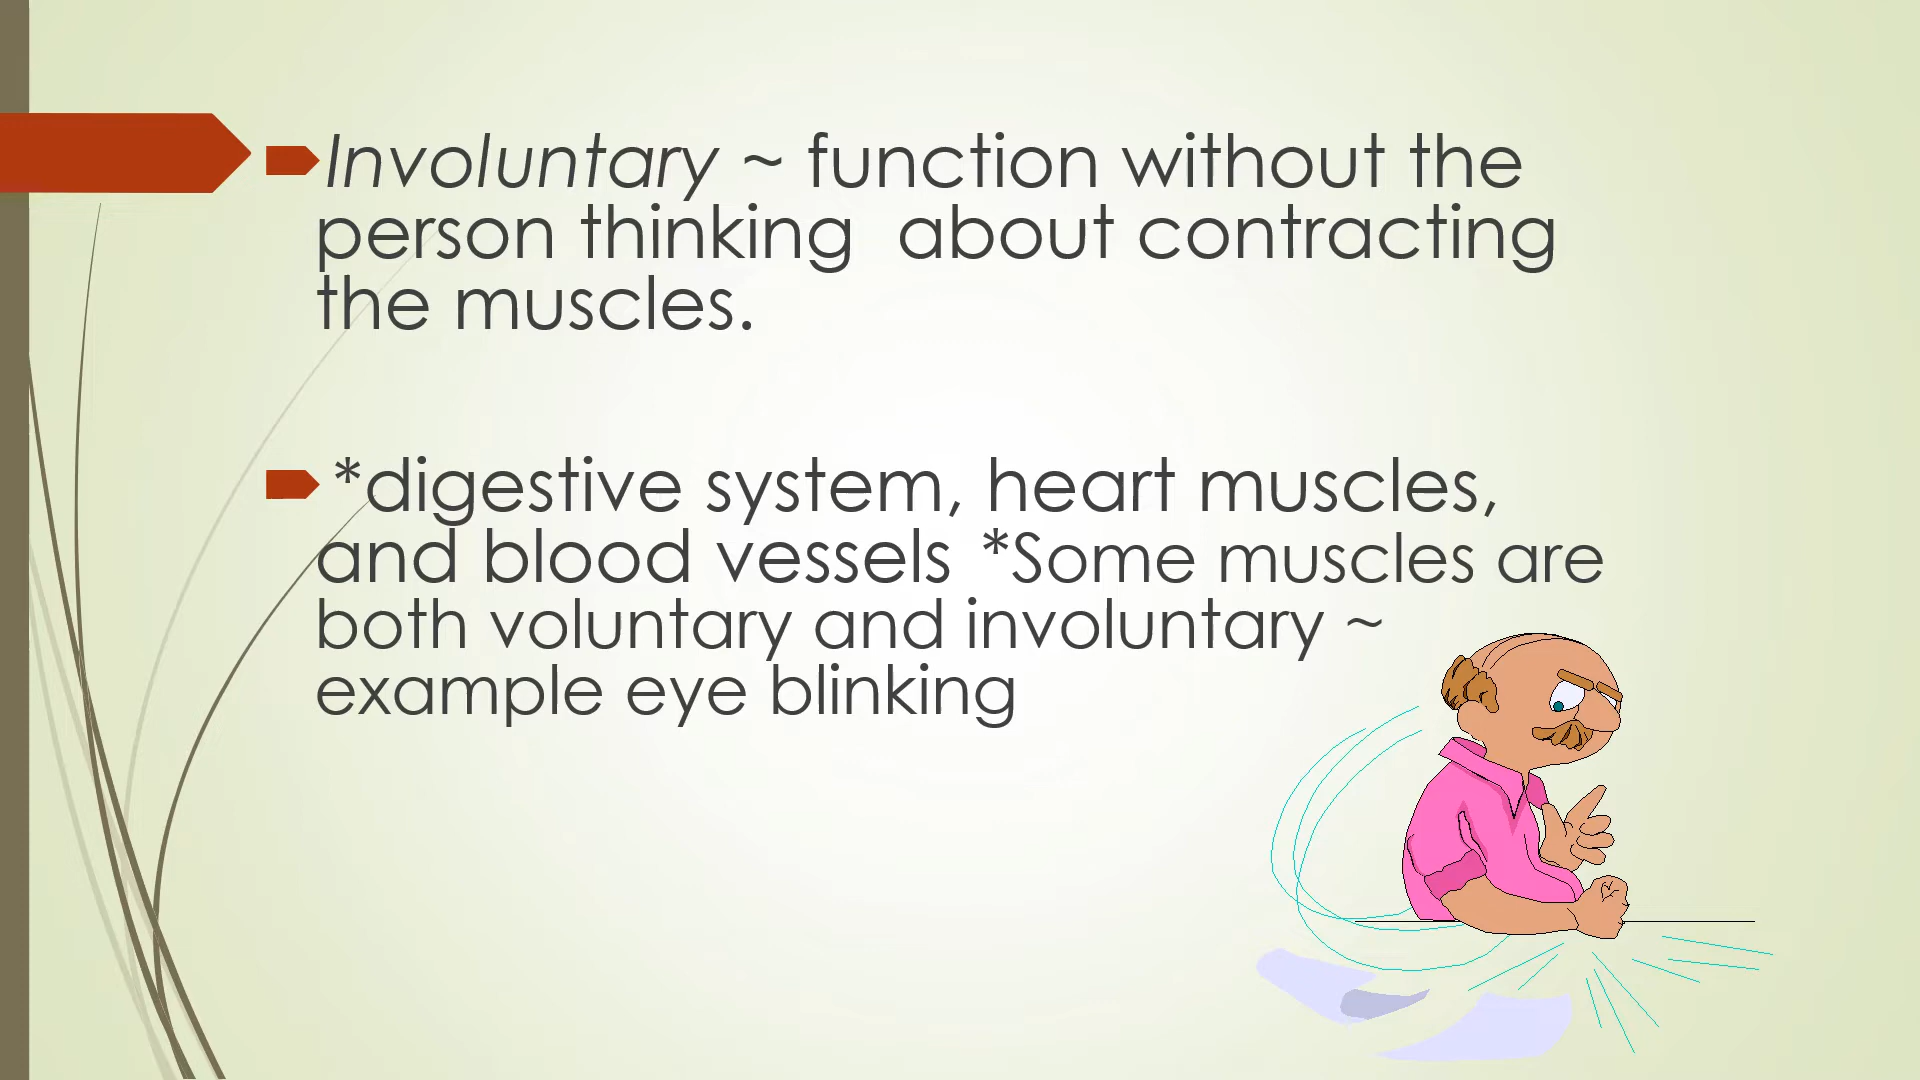 Involuntary ~ function without the
person thinking  about contracting
the muscles.
*digestive system, heart muscles,
and blood vessels *Some muscles are
both voluntary and involuntary ~
example eye blinking